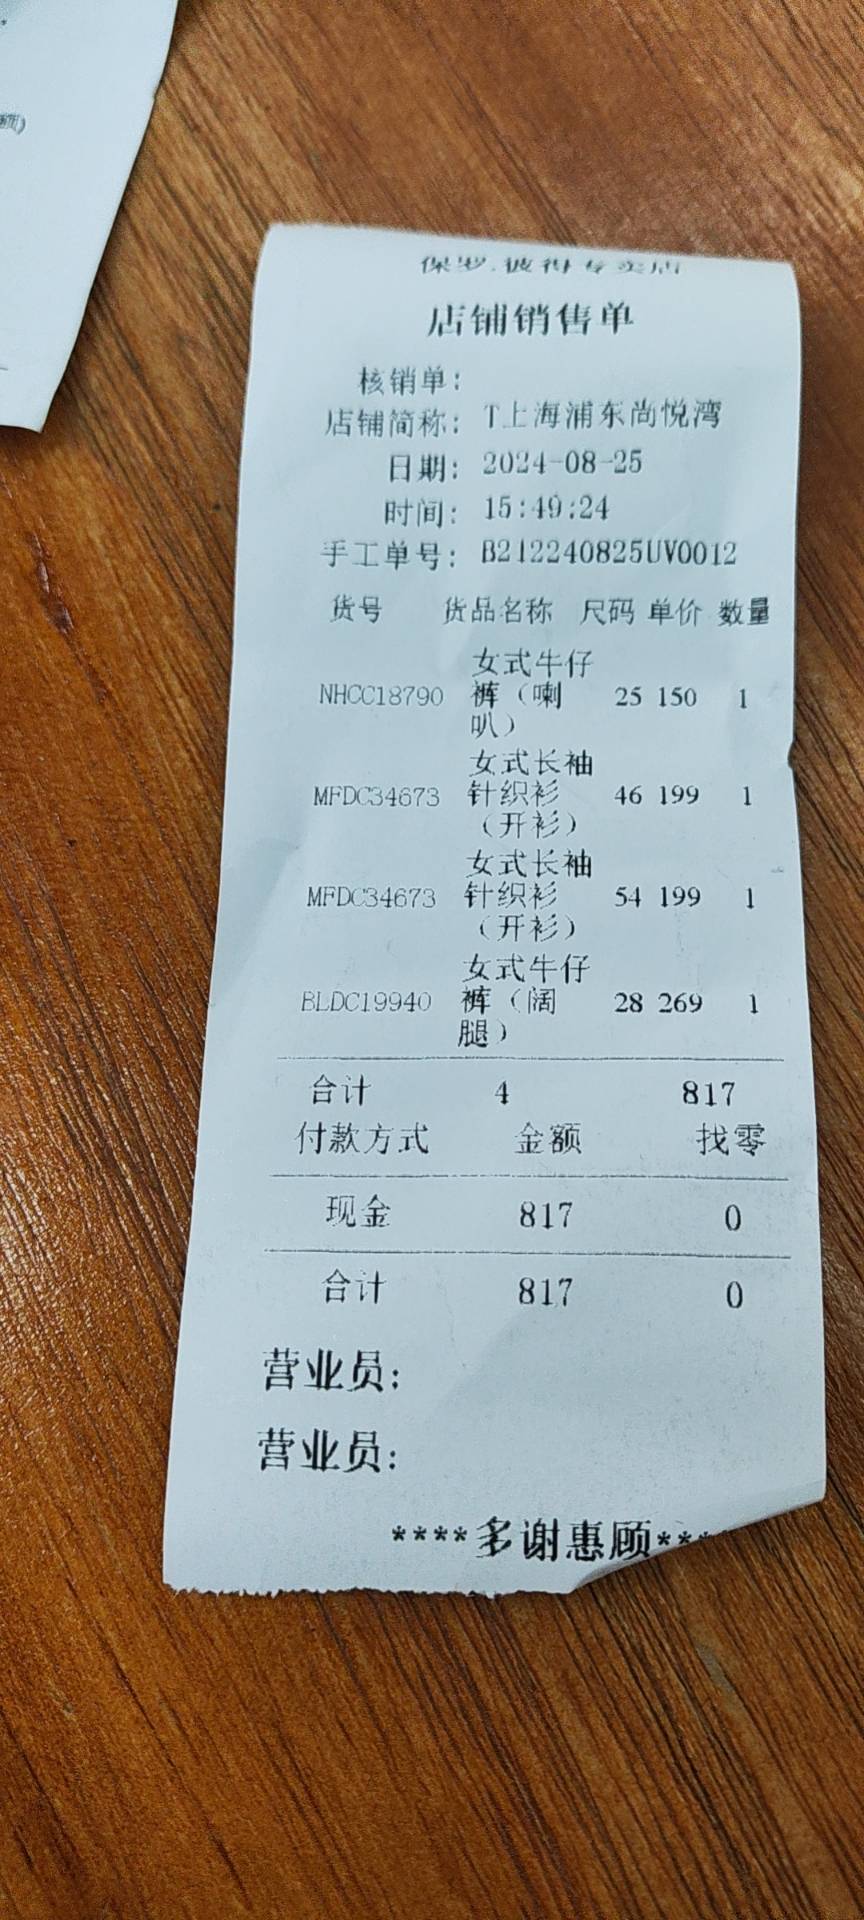 额)
保罗.彼得专卖店
店铺销售单
核销单:
店铺简称: T上海浦东尚悦湾
日期: 2024-08-25
时间: 15:49:24
手工单号: B212240825UV0012
货号 货品名称 尺码 单价 数量
女式牛仔
NHCC18790 裤（喇 25 150 1
叭）
女式长袖
MFDC34673 针织衫 46 199 1
（开衫）
女式长袖
MFDC34673 针织衫 54 199 1
（开衫）
女式牛仔
BLDC19940 裤（阔 28 269 1
腿）
合计 4 817
付款方式 金额 找零
现金 817 0
合计 817 0
营业员:
营业员:
****多谢惠顾****